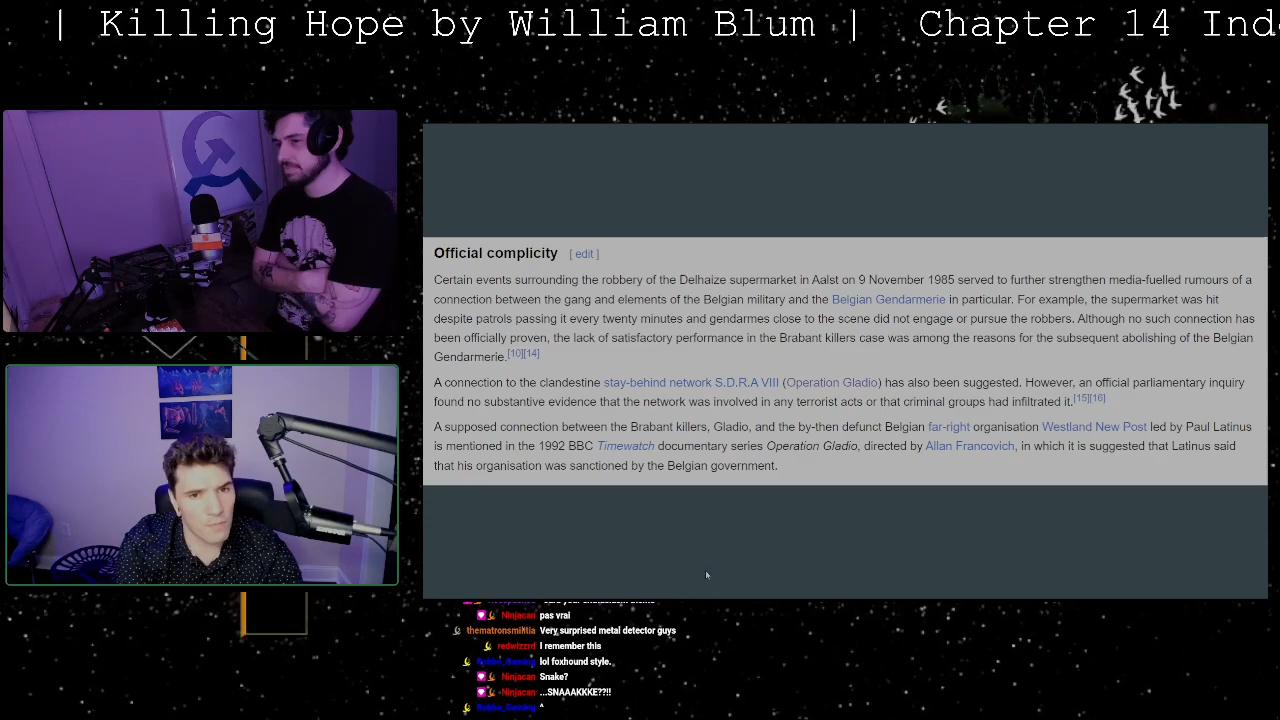 | Killing Hope by William Blum |   Chapter 14 Ind
Official complicity [ edit ]
Certain events surrounding the robbery of the Delhaize supermarket in Aalst on 9 November 1985 served to further strengthen media-fuelled rumours of a
connection between the gang and elements of the Belgian military and the Belgian Gendarmerie in particular. For example, the supermarket was hit
despite patrols passing it every twenty minutes and gendarmes close to the scene did not engage or pursue the robbers. Although no such connection has
been officially proven, the lack of satisfactory performance in the Brabant killers case was among the reasons for the subsequent abolishing of the Belgian
Gendarmerie.[10][14]
A connection to the clandestine stay-behind network S.D.R.A VIII (Operation Gladio) has also been suggested. However, an official parliamentary inquiry
found no substantive evidence that the network was involved in any terrorist acts or that criminal groups had infiltrated it.[15][16]
A supposed connection between the Brabant killers, Gladio, and the by-then defunct Belgian far-right organisation Westland New Post led by Paul Latinus
is mentioned in the 1992 BBC Timewatch documentary series Operation Gladio, directed by Allan Francovich, in which it is suggested that Latinus said
that his organisation was sanctioned by the Belgian government.
Ninjacan pas vrai
thematronsmilitia Very surprised metal detector guys
redwizzrd I remember this
lol foxhound style.
Ninjacan Snake?
Ninjacan ...SNAAAKKKE??!!
^